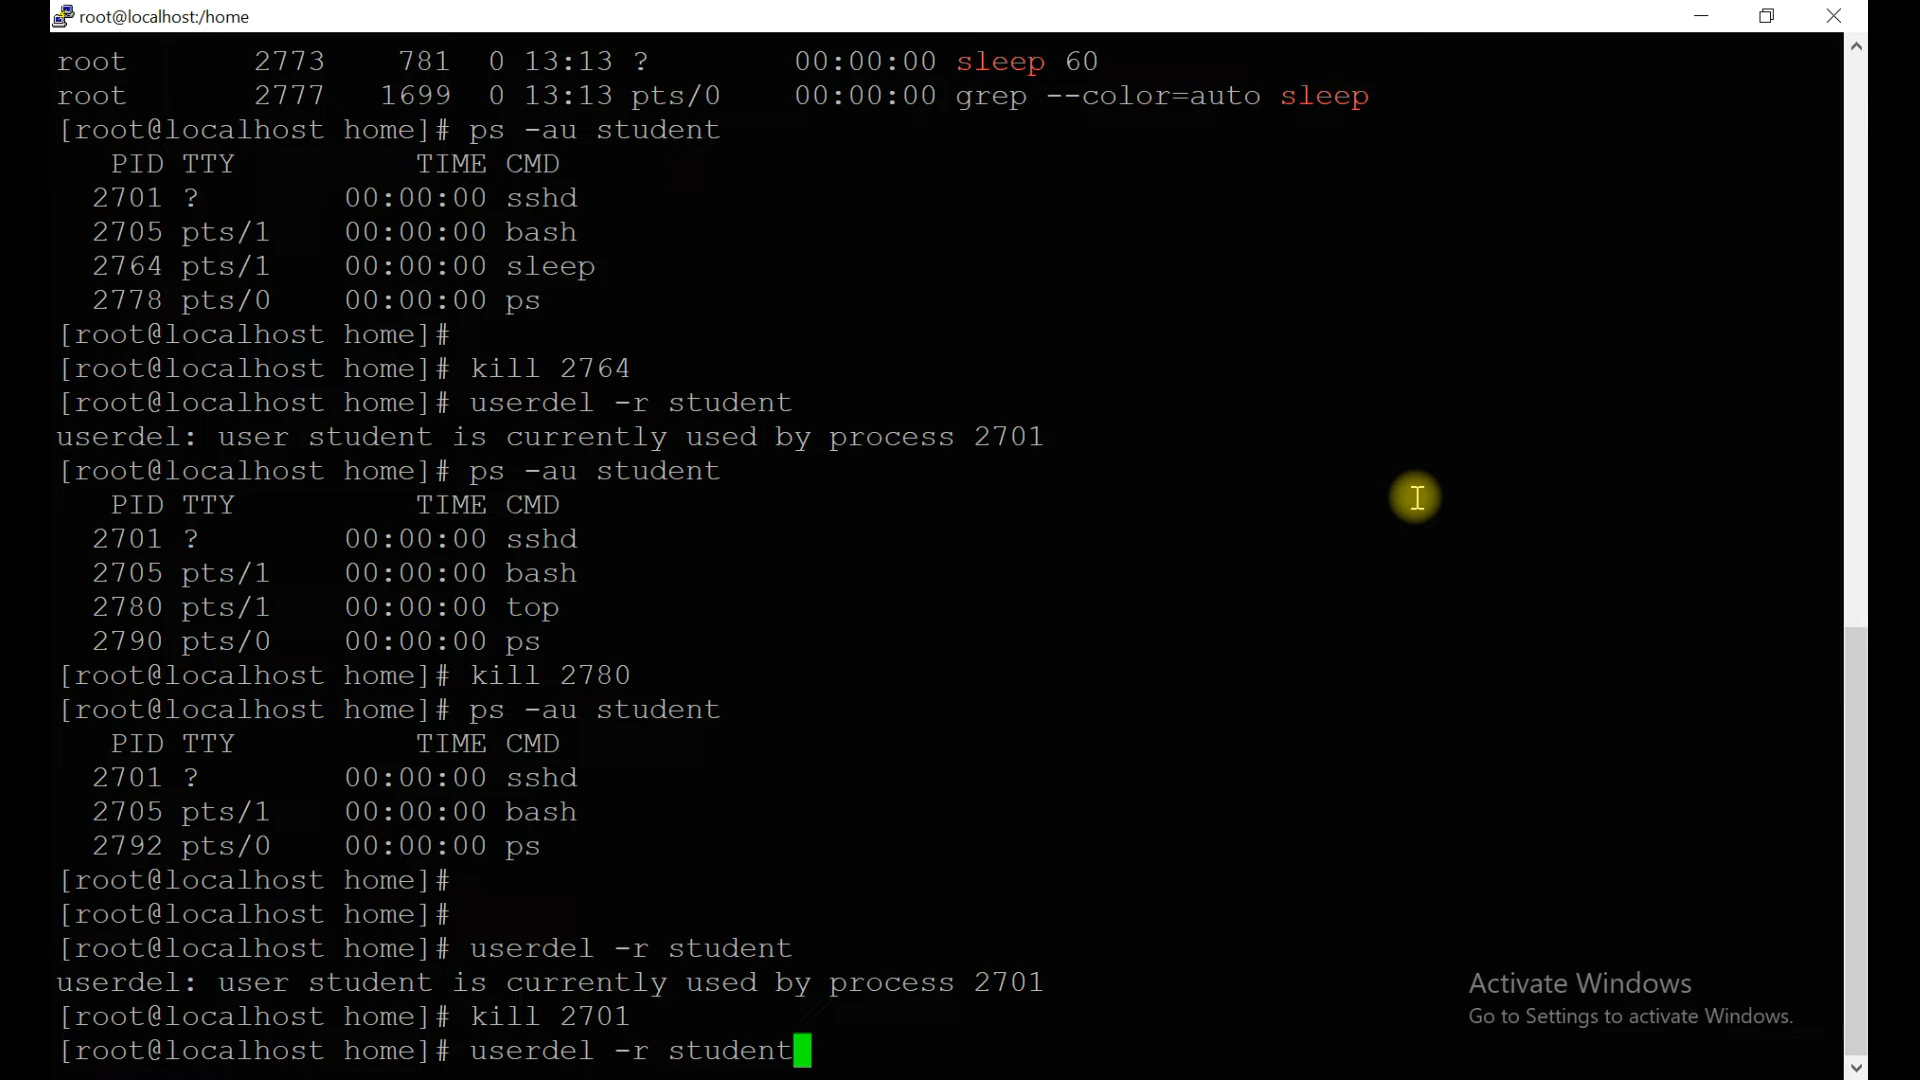 root@localhost:/home
root       2773    781  0 13:13 ?        00:00:00 sleep 60
root       2777   1699  0 13:13 pts/0    00:00:00 grep --color=auto sleep
[root@localhost home]# ps -au student
   PID TTY          TIME CMD
  2701 ?        00:00:00 sshd
  2705 pts/1    00:00:00 bash
  2764 pts/1    00:00:00 sleep
  2778 pts/0    00:00:00 ps
[root@localhost home]#
[root@localhost home]# kill 2764
[root@localhost home]# userdel -r student
userdel: user student is currently used by process 2701
[root@localhost home]# ps -au student
   PID TTY          TIME CMD
  2701 ?        00:00:00 sshd
  2705 pts/1    00:00:00 bash
  2780 pts/1    00:00:00 top
  2790 pts/0    00:00:00 ps
[root@localhost home]# kill 2780
[root@localhost home]# ps -au student
   PID TTY          TIME CMD
  2701 ?        00:00:00 sshd
  2705 pts/1    00:00:00 bash
  2792 pts/0    00:00:00 ps
[root@localhost home]#
[root@localhost home]#
[root@localhost home]# userdel -r student
userdel: user student is currently used by process 2701
[root@localhost home]# kill 2701
[root@localhost home]# userdel -r student
Activate Windows
Go to Settings to activate Windows.